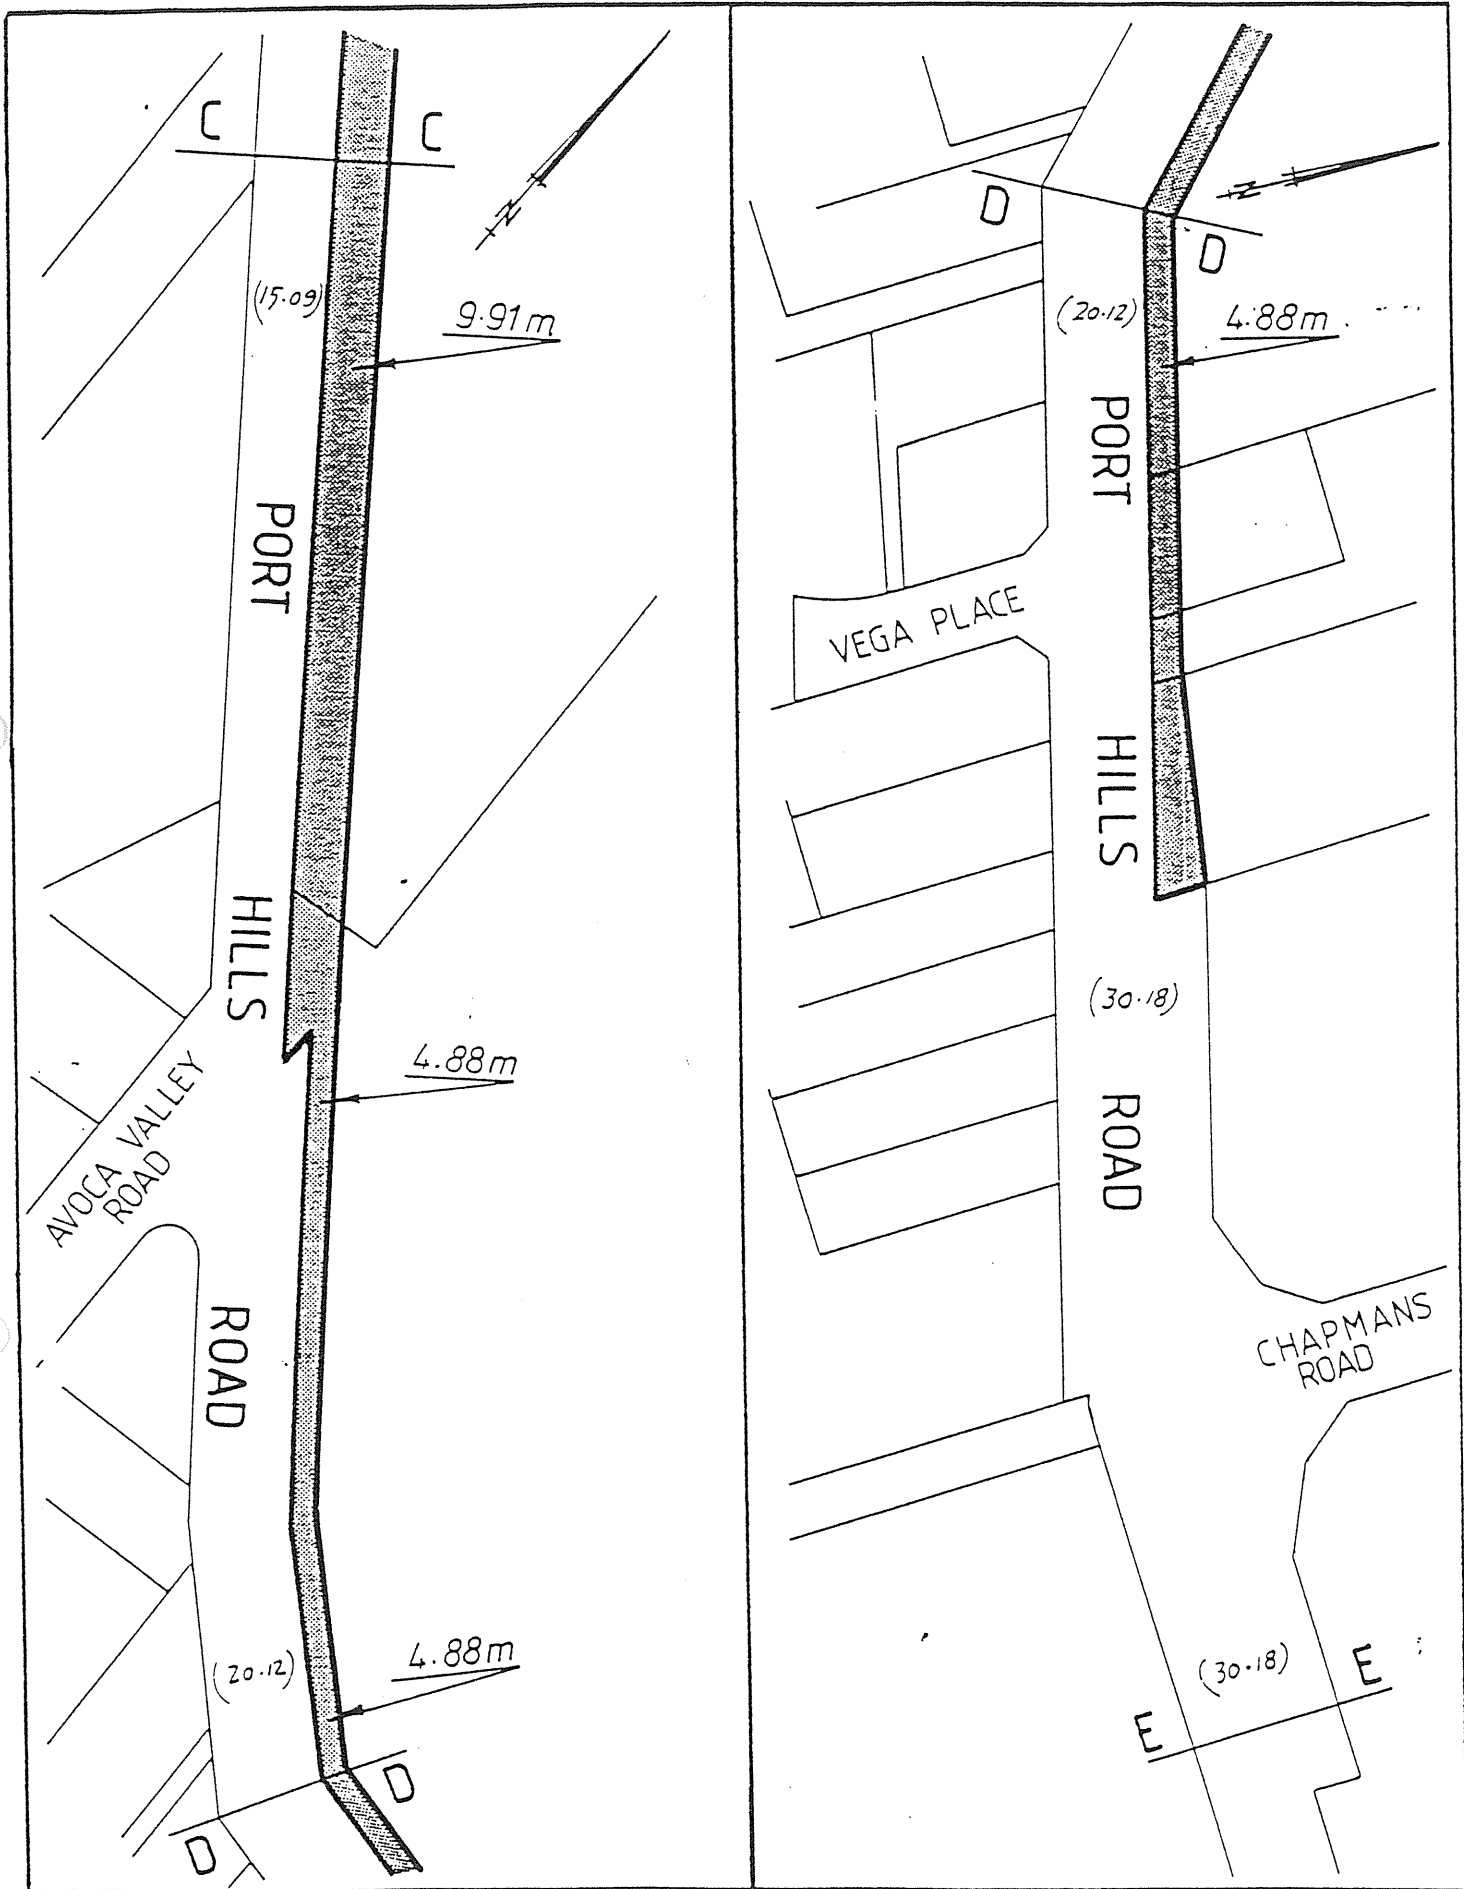 C
C
N
(15.09)
9.91m
PORT
HILLS
4.88m
AVOCA VALLEY
ROAD
ROAD
(20.12)
4.88m
D
D
D
D
N
(20.12)
4.88m
PORT
VEGA PLACE
HILLS
(30.18)
ROAD
CHAPMANS
ROAD
(30.18)
E
E